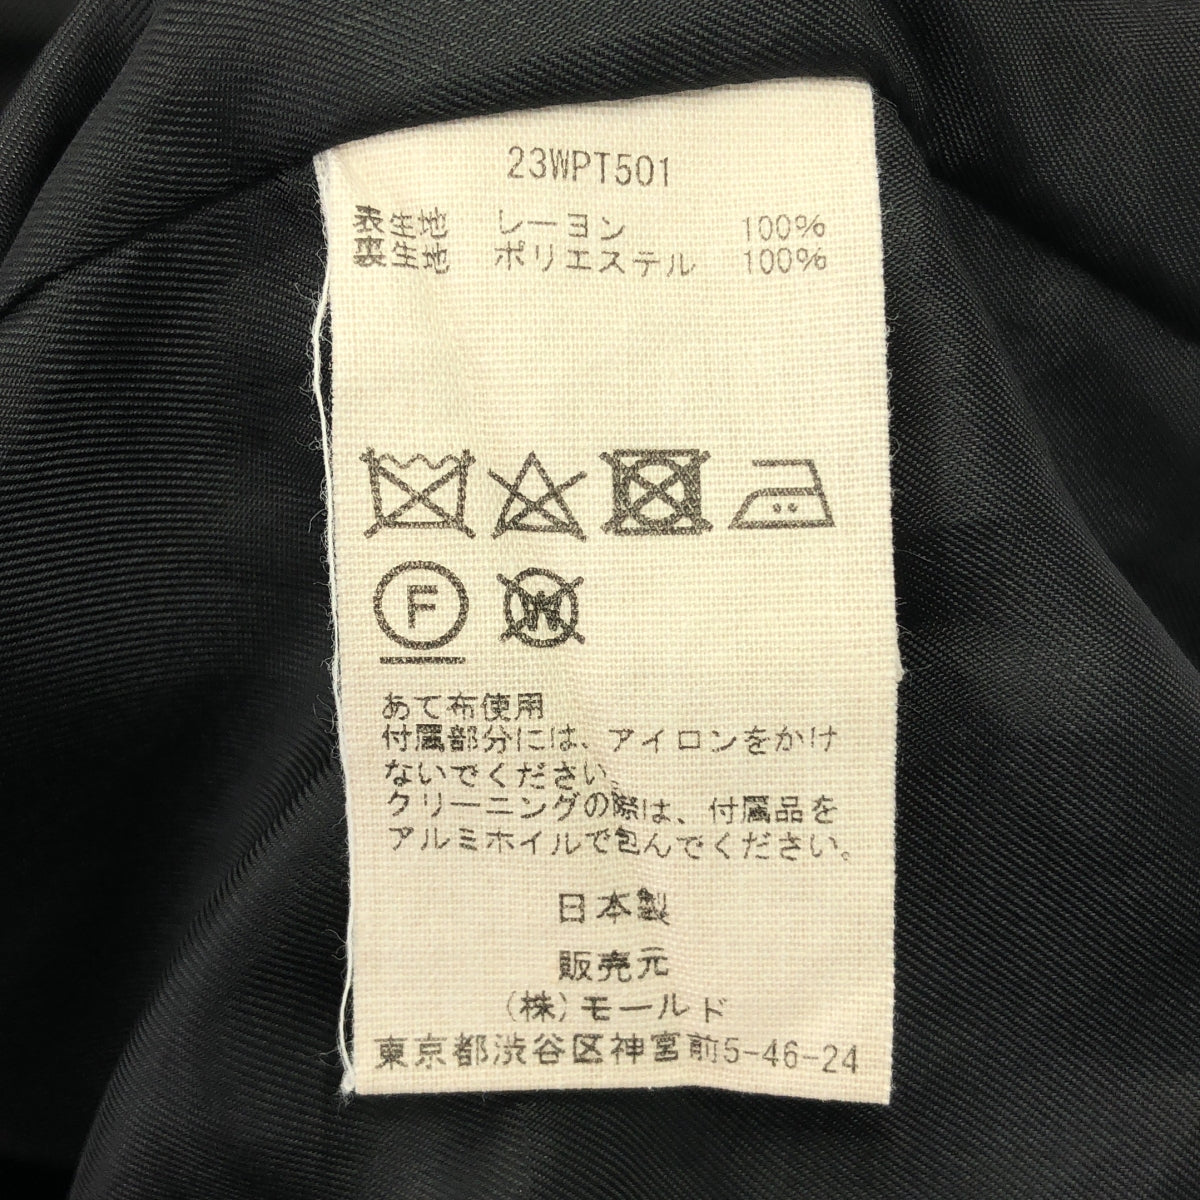 23WPT501
表生地 レーヨン 100%
裏生地 ポリエステル 100%
F
W
あて布使用
付属部分には、アイロンをかけ
ないでください。
クリーニングの際は、付属品を
アルミホイルで包んでください。
日本製
販売元
(株)モールド
東京都渋谷区神宮前5-46-24